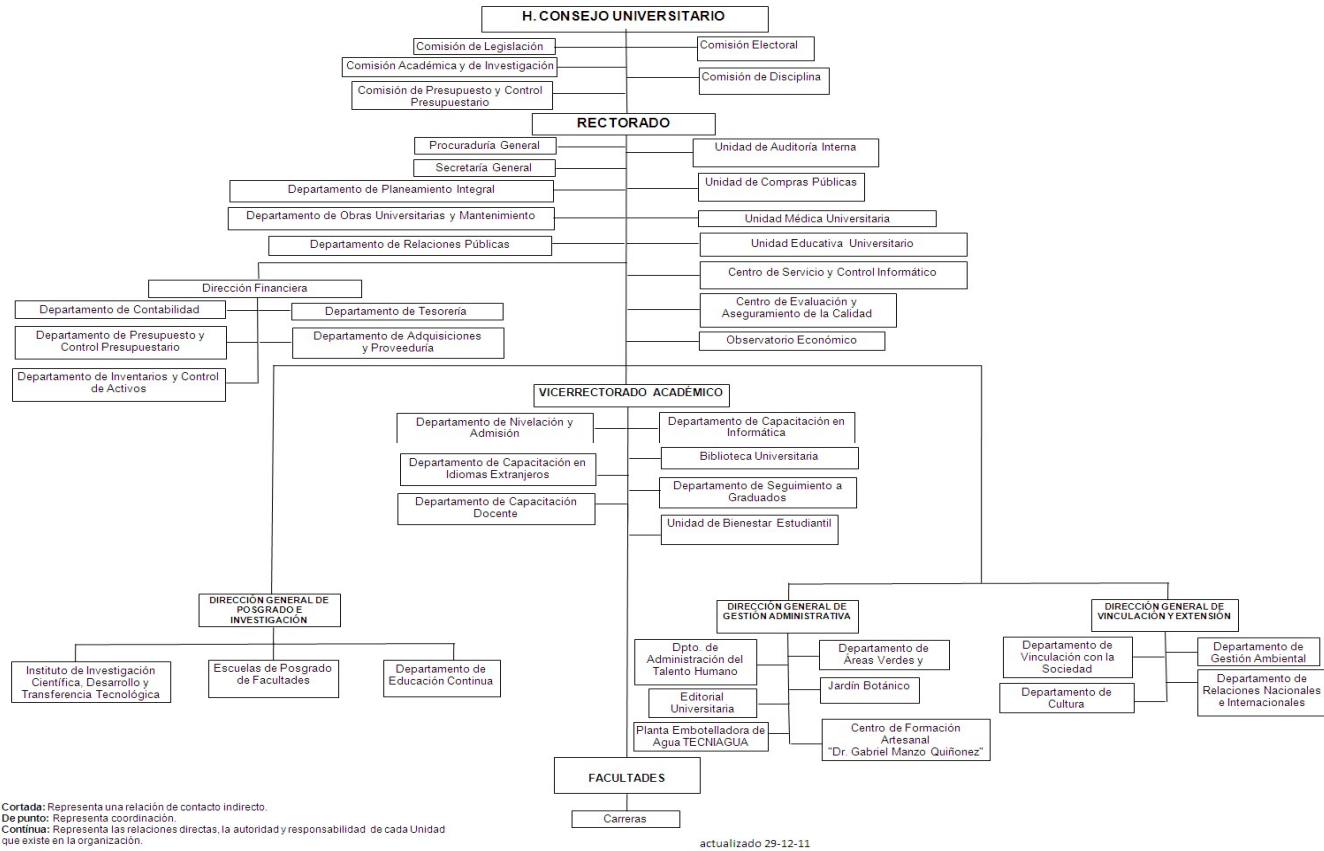 H. CONSEJO UNIVERSITARIO
Comisión de Legislación
Comisión Electoral
Comisión Académica y de Investigación
Comisión de Disciplina
Comisión de Presupuesto y Control
Presupuestario
RECTORADO
Procuraduría General
Unidad de Auditoría Interna
Secretaría General
Departamento de Planeamiento Integral
Unidad de Compras Públicas
Departamento de Obras Universitarias y Mantenimiento
Unidad Médica Universitaria
Departamento de Relaciones Públicas
Unidad Educativa Universitario
Centro de Servicio y Control Informático
Centro de Evaluación y
Aseguramiento de la Calidad
Observatorio Económico
Dirección Financiera
Departamento de Contabilidad
Departamento de Tesorería
Departamento de Presupuesto y
Control Presupuestario
Departamento de Adquisiciones
y Proveeduría
Departamento de Inventarios y Control
de Activos
VICERRECTORADO ACADÉMICO
Departamento de Nivelación y
Admisión
Departamento de Capacitación en
Informática
Biblioteca Universitaria
Departamento de Capacitación en
Idiomas Extranjeros
Departamento de Seguimiento a
Graduados
Departamento de Capacitación
Docente
Unidad de Bienestar Estudiantil
DIRECCIÓN GENERAL DE
POSGRADO E
INVESTIGACIÓN
Instituto de Investigación
Científica, Desarrollo y
Transferencia Tecnológica
Escuelas de Posgrado
de Facultades
Departamento de
Educación Continua
DIRECCIÓN GENERAL DE
GESTIÓN ADMINISTRATIVA
Dpto. de
Administración del
Talento Humano
Departamento de
Áreas Verdes y
Editorial
Universitaria
Jardín Botánico
Planta Embotelladora de
Agua TECNIAGUA
Centro de Formación
Artesanal
"Dr. Gabriel Manzo Quiñonez"
DIRECCIÓN GENERAL DE
VINCULACIÓN Y EXTENSIÓN
Departamento de
Vinculación con la
Sociedad
Departamento de
Gestión Ambiental
Departamento de
Cultura
Departamento de
Relaciones Nacionales
e Internacionales
FACULTADES
Carreras
Cortada: Representa una relación de contacto indirecto.
De punto: Representa coordinación.
Contínua: Representa las relaciones directas, la autoridad y responsabilidad de cada Unidad
que existe en la organización.
actualizado 29-12-11